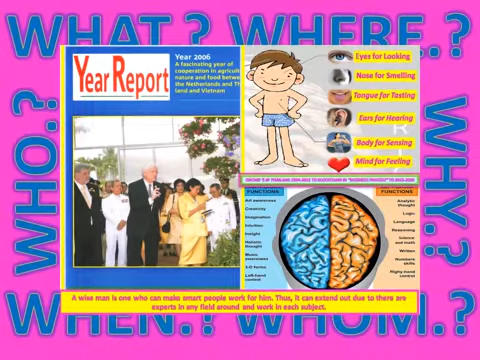 WHAT.? WHERE.?
WHO.?
WHY.?
WHEN.? WHOM.?
Year Report
Year 2006
A fascinating year of
cooperation in agricult
nature and food betwe
the Netherlands and Th
land and Vietnam
Eyes for Looking
Nose for Smelling
Tongue for Tasting
Ears for Hearing
Body for Sensing
Mind for Feeling
FUNCTIONS
Art awareness
Creativity
Imagination
Intuition
Insight
Holistic
thought
Music
awareness
3-D forms
Left-hand
control
FUNCTIONS
Analytic
thought
Logic
Language
Reasoning
Science
and math
Written
Numbers
skills
Right-hand
control
A wise man is one who can make smart people work for him. Thus, it can extend out due to there are
experts in any field around and work in each subject.